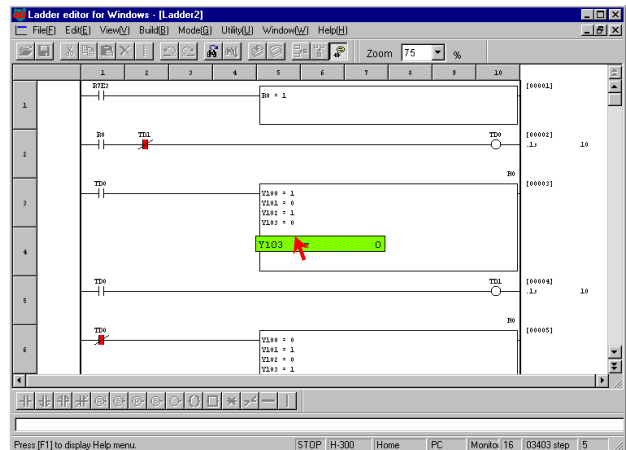 Ladder editor for Windows - [Ladder2]
File(F) Edit(E) View(V) Build(B) Mode(G) Utility(U) Window(W) Help(H)
Zoom 75 %
1 2 3 4 5 6 7 8 9 10
1
R7E3
R0 = 1
[00001]
2
R0 TD1 TD0
[00002]
.1s 10
R0
3
TD0
Y100 = 1
Y101 = 0
Y102 = 1
Y103 = 0
[00003]
4
Y103 = 0
5
TD0 TD1
[00004]
.1s 10
R0
6
TD0
Y100 = 0
Y101 = 1
Y102 = 0
Y103 = 1
[00005]
Press [F1] to display Help menu. STOP H-300 Home PC Monitor 16 03403 step 5